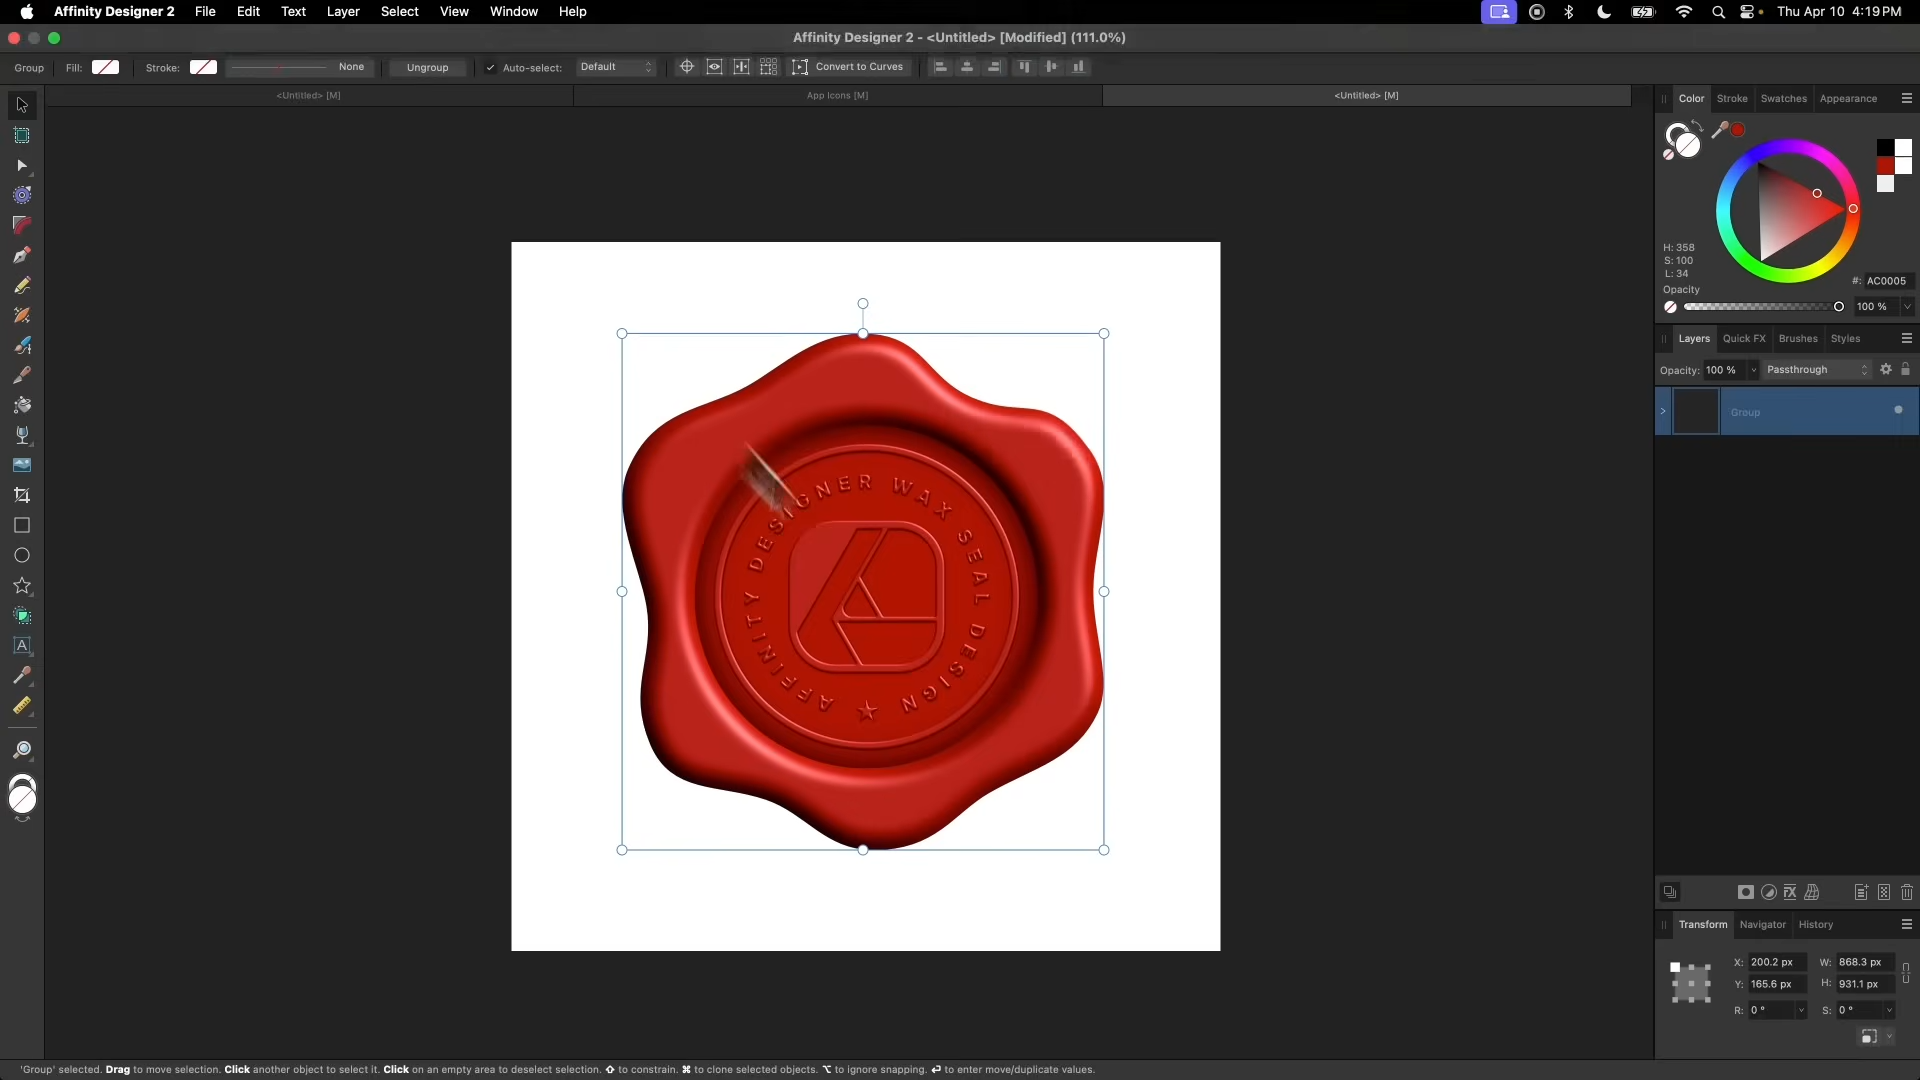 Affinity Designer 2 File Edit Text Layer Select View Window Help Thu Apr 10 4:19 PM
Affinity Designer 2 - <Untitled> [Modified] (111.0%)
Group Fill: Stroke: None Ungroup Auto-select: Default Convert to Curves
<Untitled> [M] App Icons [M] <Untitled> [M]
Color Stroke Swatches Appearance
H: 358
S: 100
L: 34
#: AC0005
Opacity
100 %
Layers Quick FX Brushes Styles
Opacity: 100 % Passthrough
Group
AFFINITY DESIGNER WAX SEAL DESIGN
Transform Navigator History
X: 200.2 px W: 868.3 px
Y: 165.6 px H: 931.1 px
R: 0 ° S: 0 °
'Group' selected. Drag to move selection. Click another object to select it. Click on an empty area to deselect selection. ⇧ to constrain. ⌘ to clone selected objects. ⌥ to ignore snapping. ↵ to enter move/duplicate values.